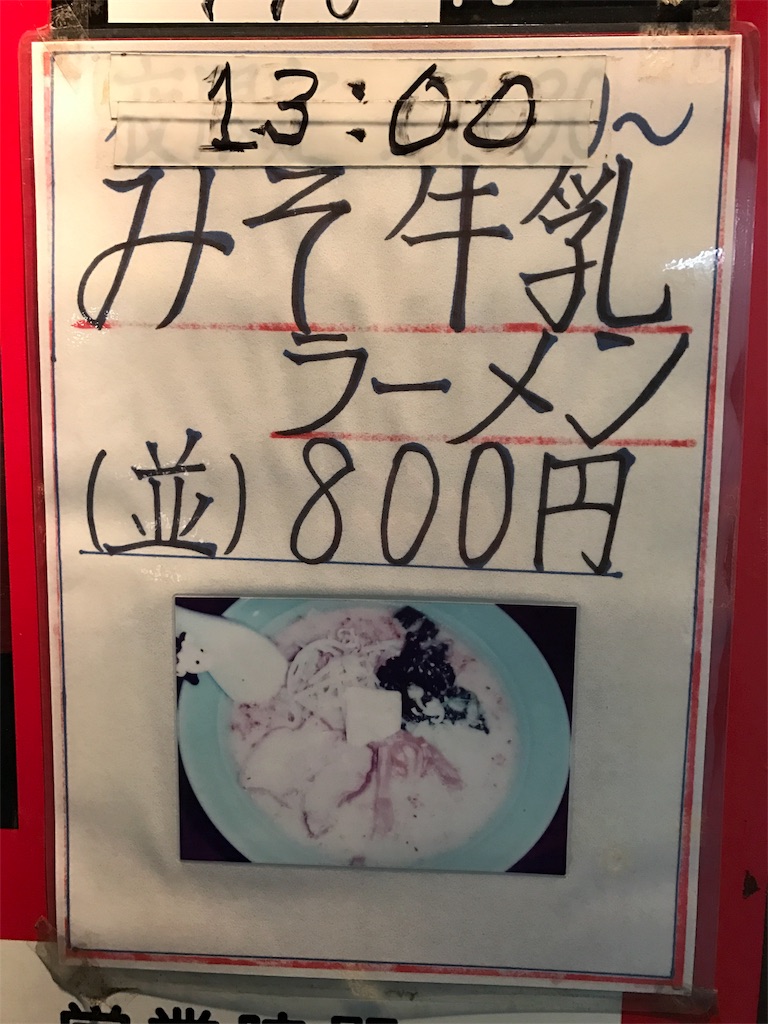 13:00～
みそ牛乳
ラーメン
(並)800円